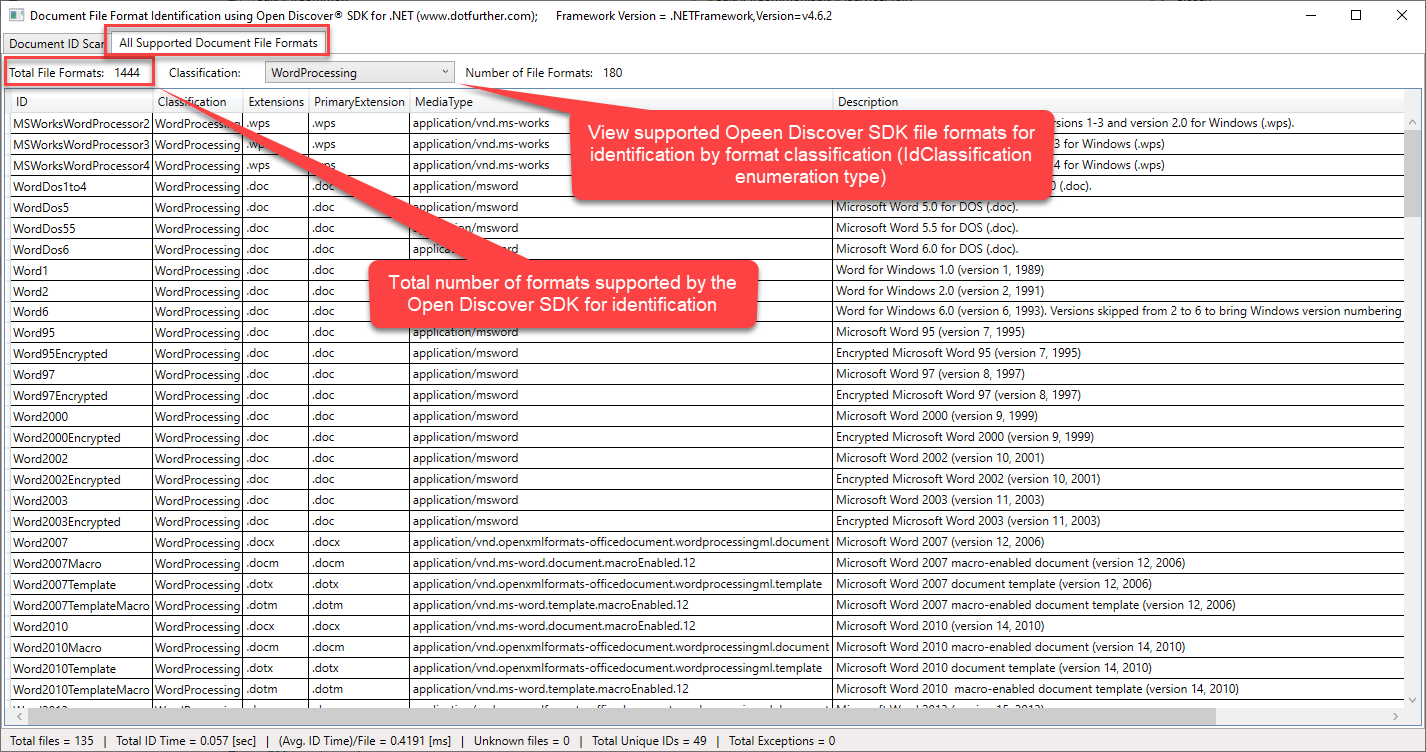 Document File Format Identification using Open Discover® SDK for .NET (www.dotfurther.com); Framework Version = .NETFramework,Version=v4.6.2
Document ID Scan All Supported Document File Formats
Total File Formats: 1444 Classification: WordProcessing Number of File Formats: 180
ID Classification Extensions PrimaryExtension MediaType Description
MSWorksWordProcessor2 WordProcessing .wps .wps application/vnd.ms-works 1-3 and version 2.0 for Windows (.wps).
MSWorksWordProcessor3 WordProcessing .wps .wps application/vnd.ms-works for Windows (.wps)
MSWorksWordProcessor4 WordProcessing .wps .wps application/vnd.ms-works 4 for Windows (.wps)
View supported Opeen Discover SDK file formats for
identification by format classification (IdClassification
enumeration type)
WordDos1to4 WordProcessing .doc .doc application/msword (.doc).
WordDos5 WordProcessing .doc .doc application/msword Microsoft Word 5.0 for DOS (.doc).
WordDos55 WordProcessing .doc .doc application/msword Microsoft Word 5.5 for DOS (.doc).
WordDos6 WordProcessing .doc .doc application/msword Microsoft Word 6.0 for DOS (.doc).
Word1 WordProcessing .doc .doc Word for Windows 1.0 (version 1, 1989)
Word2 WordProcessing .doc .doc Word for Windows 2.0 (version 2, 1991)
Word6 WordProcessing .doc .doc Word for Windows 6.0 (version 6, 1993). Versions skipped from 2 to 6 to bring Windows version numbering
Total number of formats supported by the
Open Discover SDK for identification
Word95 WordProcessing .doc .doc application/msword Microsoft Word 95 (version 7, 1995)
Word95Encrypted WordProcessing .doc .doc application/msword Encrypted Microsoft Word 95 (version 7, 1995)
Word97 WordProcessing .doc .doc application/msword Microsoft Word 97 (version 8, 1997)
Word97Encrypted WordProcessing .doc .doc application/msword Encrypted Microsoft Word 97 (version 8, 1997)
Word2000 WordProcessing .doc .doc application/msword Microsoft Word 2000 (version 9, 1999)
Word2000Encrypted WordProcessing .doc .doc application/msword Encrypted Microsoft Word 2000 (version 9, 1999)
Word2002 WordProcessing .doc .doc application/msword Microsoft Word 2002 (version 10, 2001)
Word2002Encrypted WordProcessing .doc .doc application/msword Encrypted Microsoft Word 2002 (version 10, 2001)
Word2003 WordProcessing .doc .doc application/msword Microsoft Word 2003 (version 11, 2003)
Word2003Encrypted WordProcessing .doc .doc application/msword Encrypted Microsoft Word 2003 (version 11, 2003)
Word2007 WordProcessing .docx .docx application/vnd.openxmlformats-officedocument.wordprocessingml.document Microsoft Word 2007 (version 12, 2006)
Word2007Macro WordProcessing .docm .docm application/vnd.ms-word.document.macroEnabled.12 Microsoft Word 2007 macro-enabled document (version 12, 2006)
Word2007Template WordProcessing .dotx .dotx application/vnd.openxmlformats-officedocument.wordprocessingml.template Microsoft Word 2007 document template (version 12, 2006)
Word2007TemplateMacro WordProcessing .dotm .dotm application/vnd.ms-word.template.macroEnabled.12 Microsoft Word 2007 macro-enabled document template (version 12, 2006)
Word2010 WordProcessing .docx .docx application/vnd.ms-word.document.macroEnabled.12 Microsoft Word 2010 (version 14, 2010)
Word2010Macro WordProcessing .docm .docm application/vnd.openxmlformats-officedocument.wordprocessingml.document Microsoft Word 2010 macro-enabled document (version 14, 2010)
Word2010Template WordProcessing .dotx .dotx application/vnd.openxmlformats-officedocument.wordprocessingml.template Microsoft Word 2010 document template (version 14, 2010)
Word2010TemplateMacro WordProcessing .dotm .dotm application/vnd.ms-word.template.macroEnabled.12 Microsoft Word 2010 macro-enabled document template (version 14, 2010)
Total files = 135 | Total ID Time = 0.057 [sec] | (Avg. ID Time)/File = 0.4191 [ms] | Unknown files = 0 | Total Unique IDs = 49 | Total Exceptions = 0